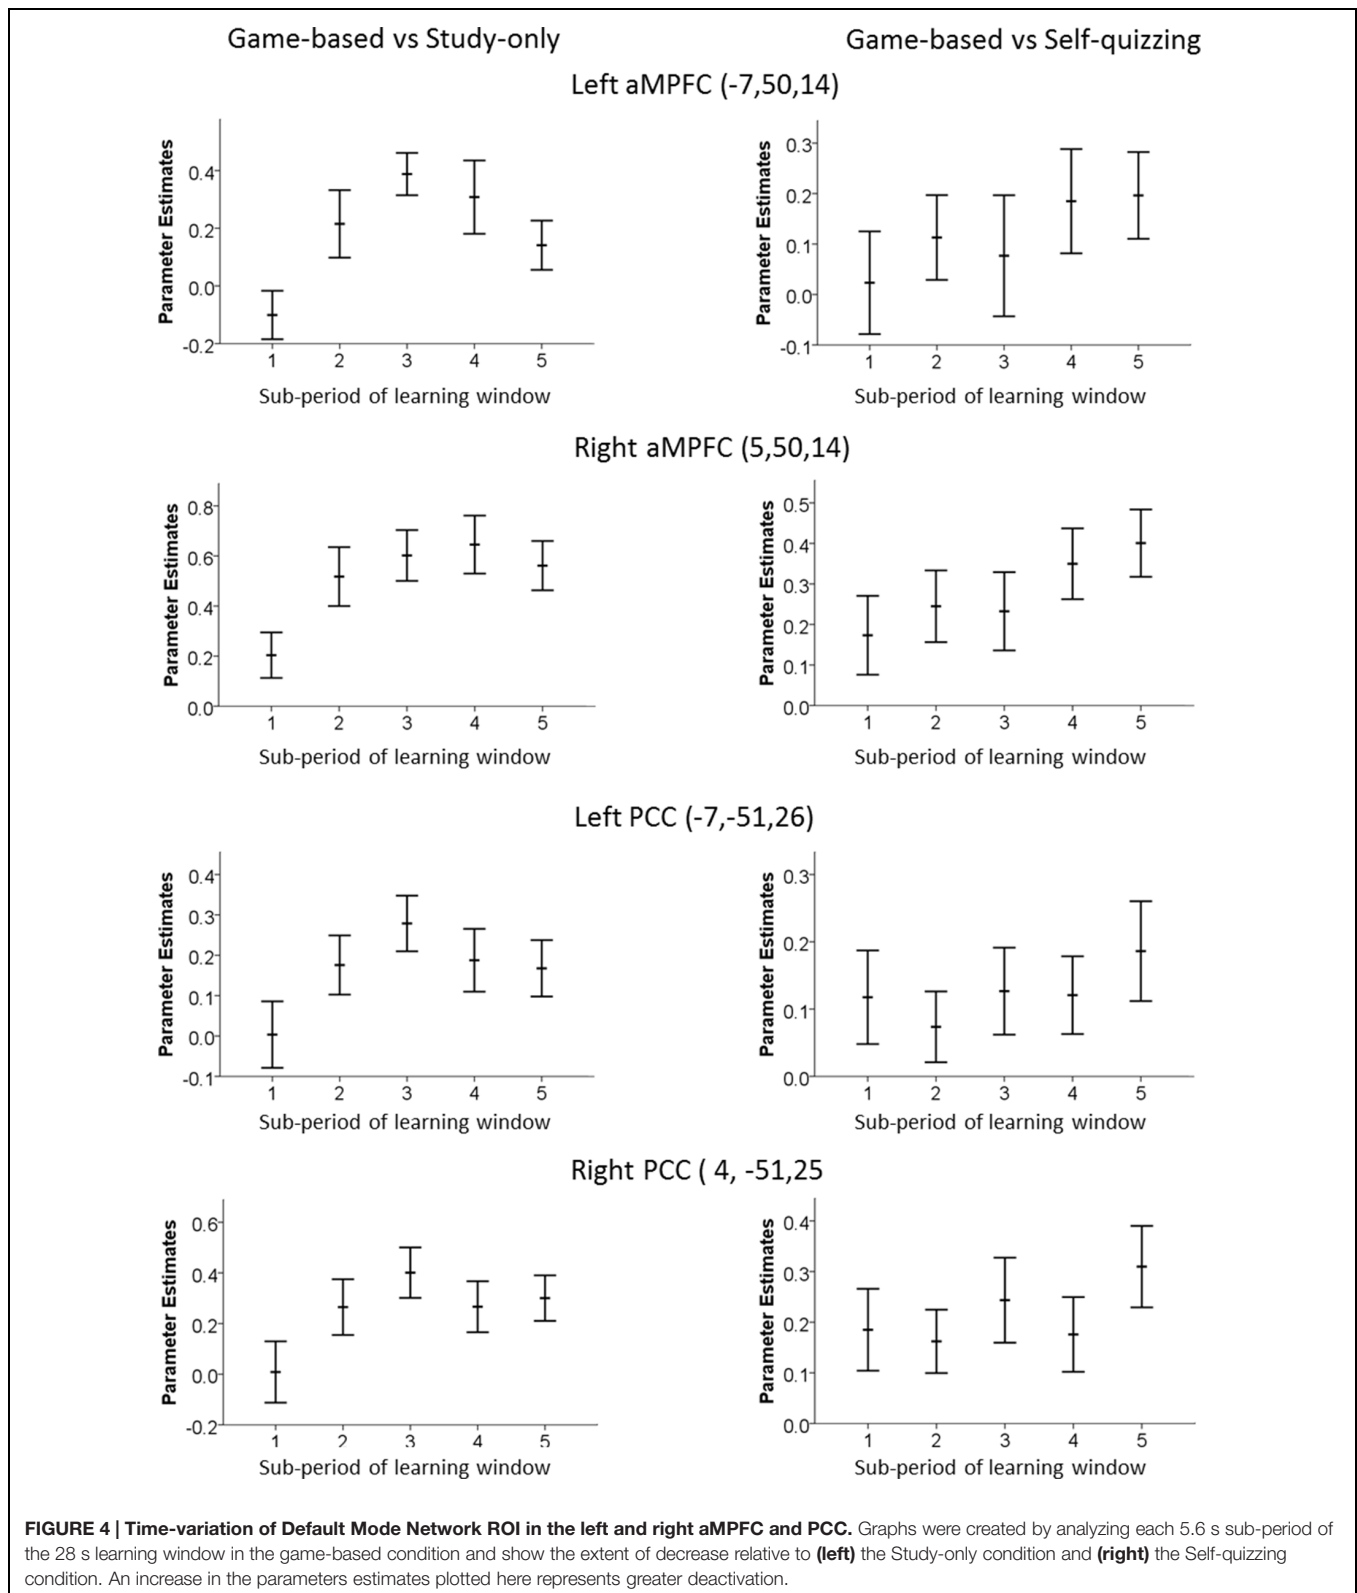 Game-based vs Study-only
Game-based vs Self-quizzing
Left aMPFC (-7,50,14)
Parameter Estimates
0.4
0.2
0.0
-0.2
1 2 3 4 5
Sub-period of learning window
Parameter Estimates
0.3
0.2
0.1
0.0
-0.1
1 2 3 4 5
Sub-period of learning window
Right aMPFC (5,50,14)
Parameter Estimates
0.8
0.6
0.4
0.2
0.0
1 2 3 4 5
Sub-period of learning window
Parameter Estimates
0.5
0.4
0.3
0.2
0.1
0.0
1 2 3 4 5
Sub-period of learning window
Left PCC (-7,-51,26)
Parameter Estimates
0.4
0.3
0.2
0.1
0.0
-0.1
1 2 3 4 5
Sub-period of learning window
Parameter Estimates
0.3
0.2
0.1
0.0
1 2 3 4 5
Sub-period of learning window
Right PCC ( 4, -51,25
Parameter Estimates
0.6
0.4
0.2
0.0
-0.2
1 2 3 4 5
Sub-period of learning window
Parameter Estimates
0.4
0.3
0.2
0.1
0.0
1 2 3 4 5
Sub-period of learning window
FIGURE 4 | Time-variation of Default Mode Network ROI in the left and right aMPFC and PCC. Graphs were created by analyzing each 5.6 s sub-period of
the 28 s learning window in the game-based condition and show the extent of decrease relative to (left) the Study-only condition and (right) the Self-quizzing
condition. An increase in the parameters estimates plotted here represents greater deactivation.